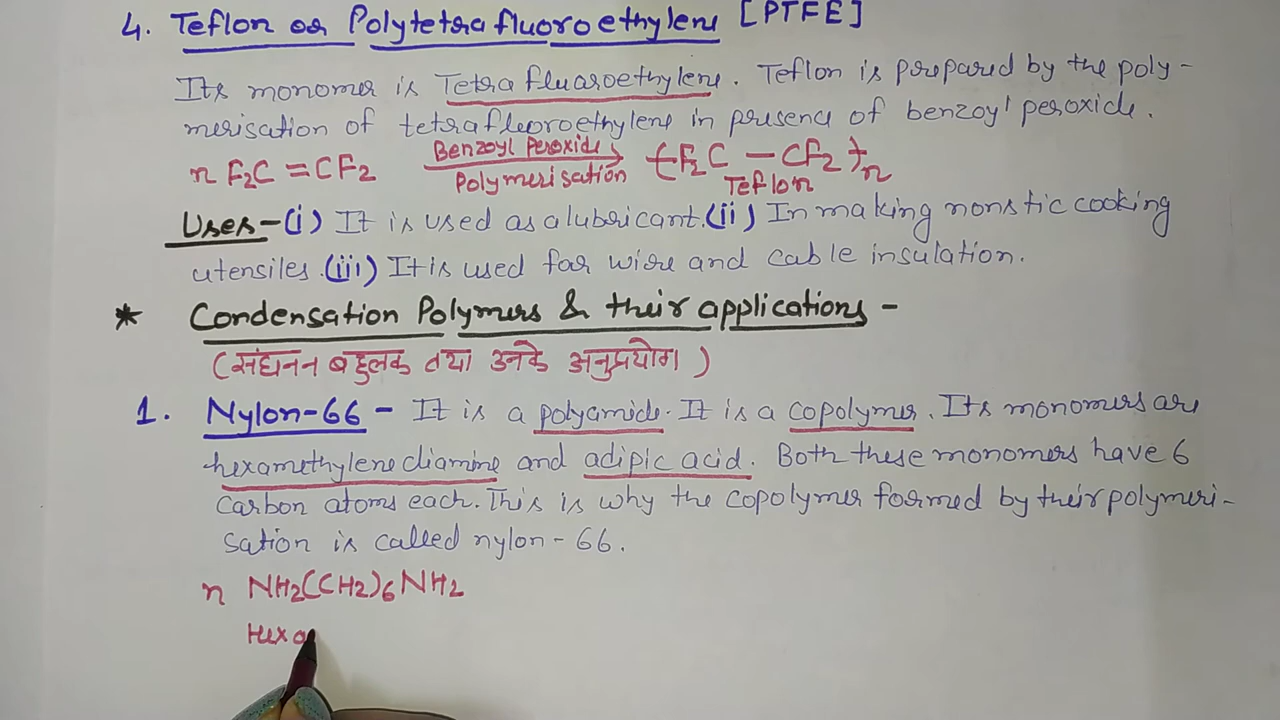 4. Teflon or Polytetrafluoroethylene [PTFE]
Its monomer is Tetrafluoroethylene. Teflon is prepared by the poly-
merisation of tetrafleoroethylene in presence of benzoyl peroxide.
n F₂C = CF₂ Benzoyl Peroxide Polymerisation → (F₂C - CF₂)n Teflon
Uses - (i) It is used as a lubricant. (ii) In making nonstic cooking
utensiles. (iii) It is used for wire and cable insulation.
* Condensation Polymers & their applications -
(संघनन बहुलक तथा उनके अनुप्रयोग)
1. Nylon-66 - It is a polyamide. It is a copolymer. Its monomers are
hexamethylenediamine and adipic acid. Both these monomers have 6
carbon atoms each. This is why the copolymer formed by their polymeri-
sation is called nylon-66.
n NH₂(CH₂)₆NH₂
Hexa